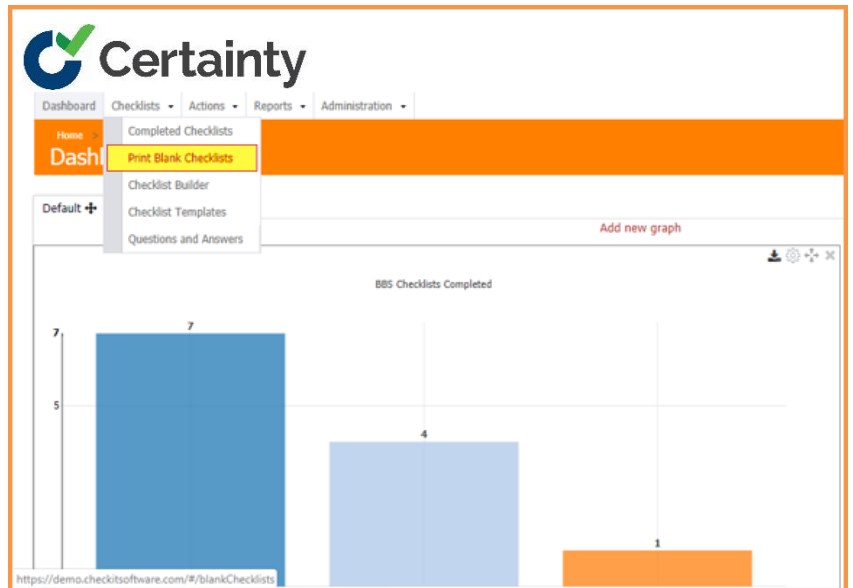 Certainty
Dashboard Checklists Actions Reports Administration
Home >
Completed Checklists
Dashl
Print Blank Checklists
Checklist Builder
Default
Checklist Templates
Add new graph
Questions and Answers
BBS Checklists Completed
7
7
5
4
1
https://demo.checkitsoftware.com/#/blankChecklists